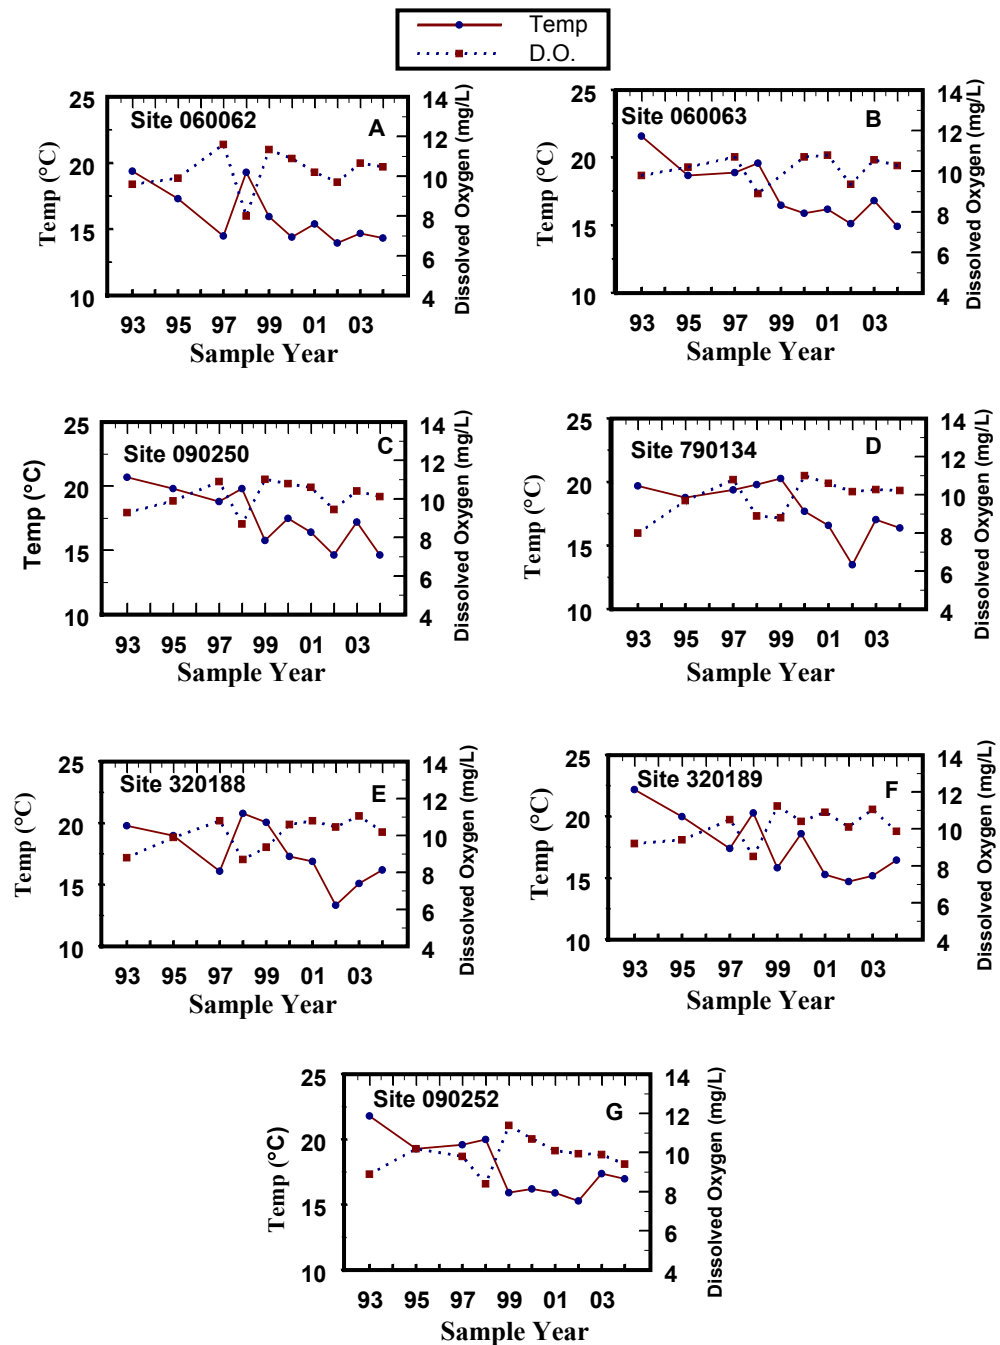 Temp
D.O.
Site 060062
A
25
20
15
10
Temp (°C)
14
12
10
8
6
4
Dissolved Oxygen (mg/L)
93 95 97 99 01 03
Sample Year
Site 060063
B
25
20
15
10
Temp (°C)
14
12
10
8
6
4
Dissolved Oxygen (mg/L)
93 95 97 99 01 03
Sample Year
Site 090250
C
25
20
15
10
Temp (°C)
14
12
10
8
6
4
Dissolved Oxygen (mg/L)
93 95 97 99 01 03
Sample Year
Site 790134
D
25
20
15
10
Temp (°C)
14
12
10
8
6
4
Dissolved Oxygen (mg/L)
93 95 97 99 01 03
Sample Year
Site 320188
E
25
20
15
10
Temp (°C)
14
12
10
8
6
4
Dissolved Oxygen (mg/L)
93 95 97 99 01 03
Sample Year
Site 320189
F
25
20
15
10
Temp (°C)
14
12
10
8
6
4
Dissolved Oxygen (mg/L)
93 95 97 99 01 03
Sample Year
Site 090252
G
25
20
15
10
Temp (°C)
14
12
10
8
6
4
Dissolved Oxygen (mg/L)
93 95 97 99 01 03
Sample Year